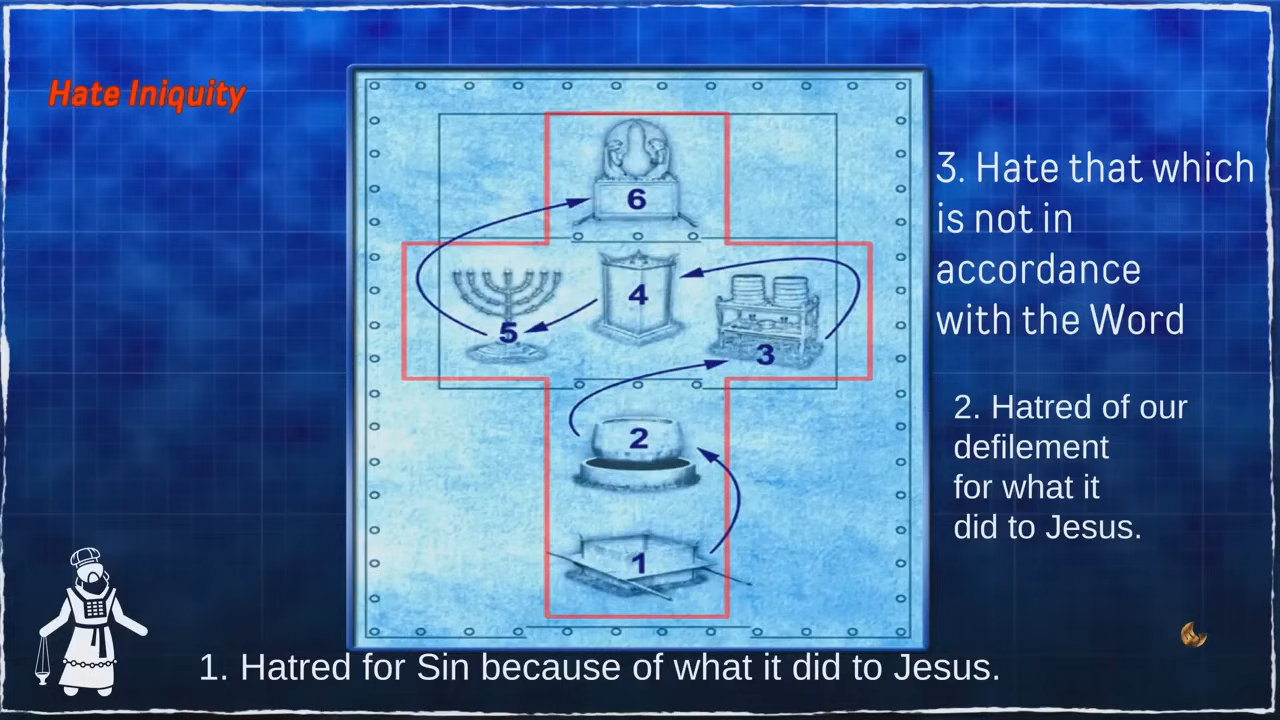 Hate Iniquity
6
4
5
3
2
1
3. Hate that which
is not in
accordance
with the Word
2. Hatred of our
defilement
for what it
did to Jesus.
1. Hatred for Sin because of what it did to Jesus.